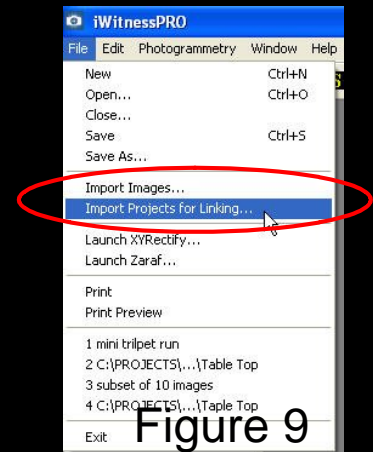 iWitnessPRO
File Edit Photogrammetry Window Help
New Ctrl+N
Open... Ctrl+O
Close...
Save Ctrl+S
Save As...
Import Images...
Import Projects for Linking...
Launch XYRectify...
Launch Zaraf...
Print
Print Preview
1 mini trilpet run
2 C:\PROJECTS\...\Table Top
3 subset of 10 images
4 C:\PROJECTS\...\Taple Top
Exit
Figure 9